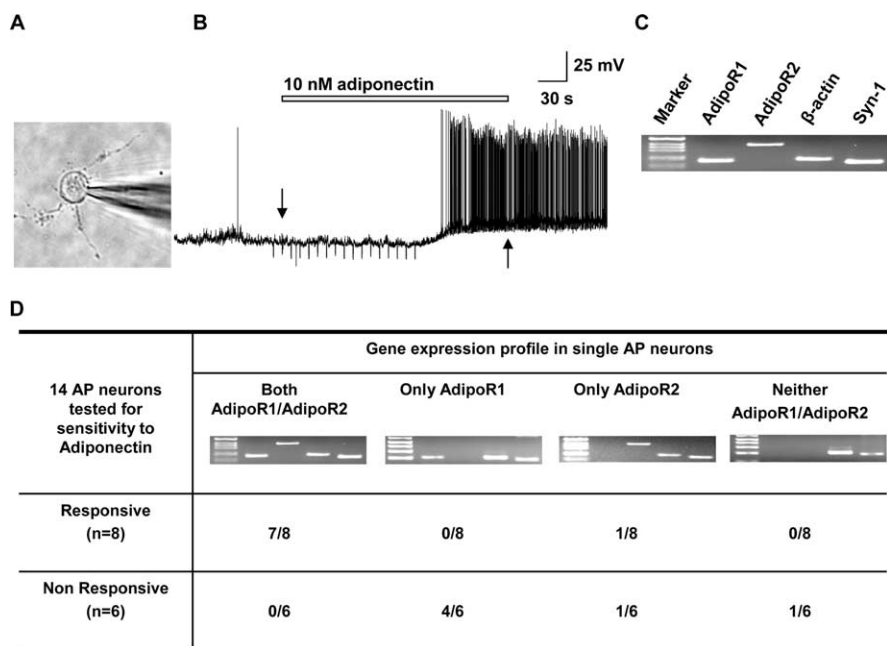 A
B
C
25 mV
30 s
10 nM adiponectin
Marker
AdipoR1
AdipoR2
β-actin
Syn-1
D
14 AP neurons
tested for
sensitivity to
Adiponectin
Gene expression profile in single AP neurons
Both
AdipoR1/AdipoR2
Only AdipoR1
Only AdipoR2
Neither
AdipoR1/AdipoR2
Responsive
(n=8)
7/8
0/8
1/8
0/8
Non Responsive
(n=6)
0/6
4/6
1/6
1/6